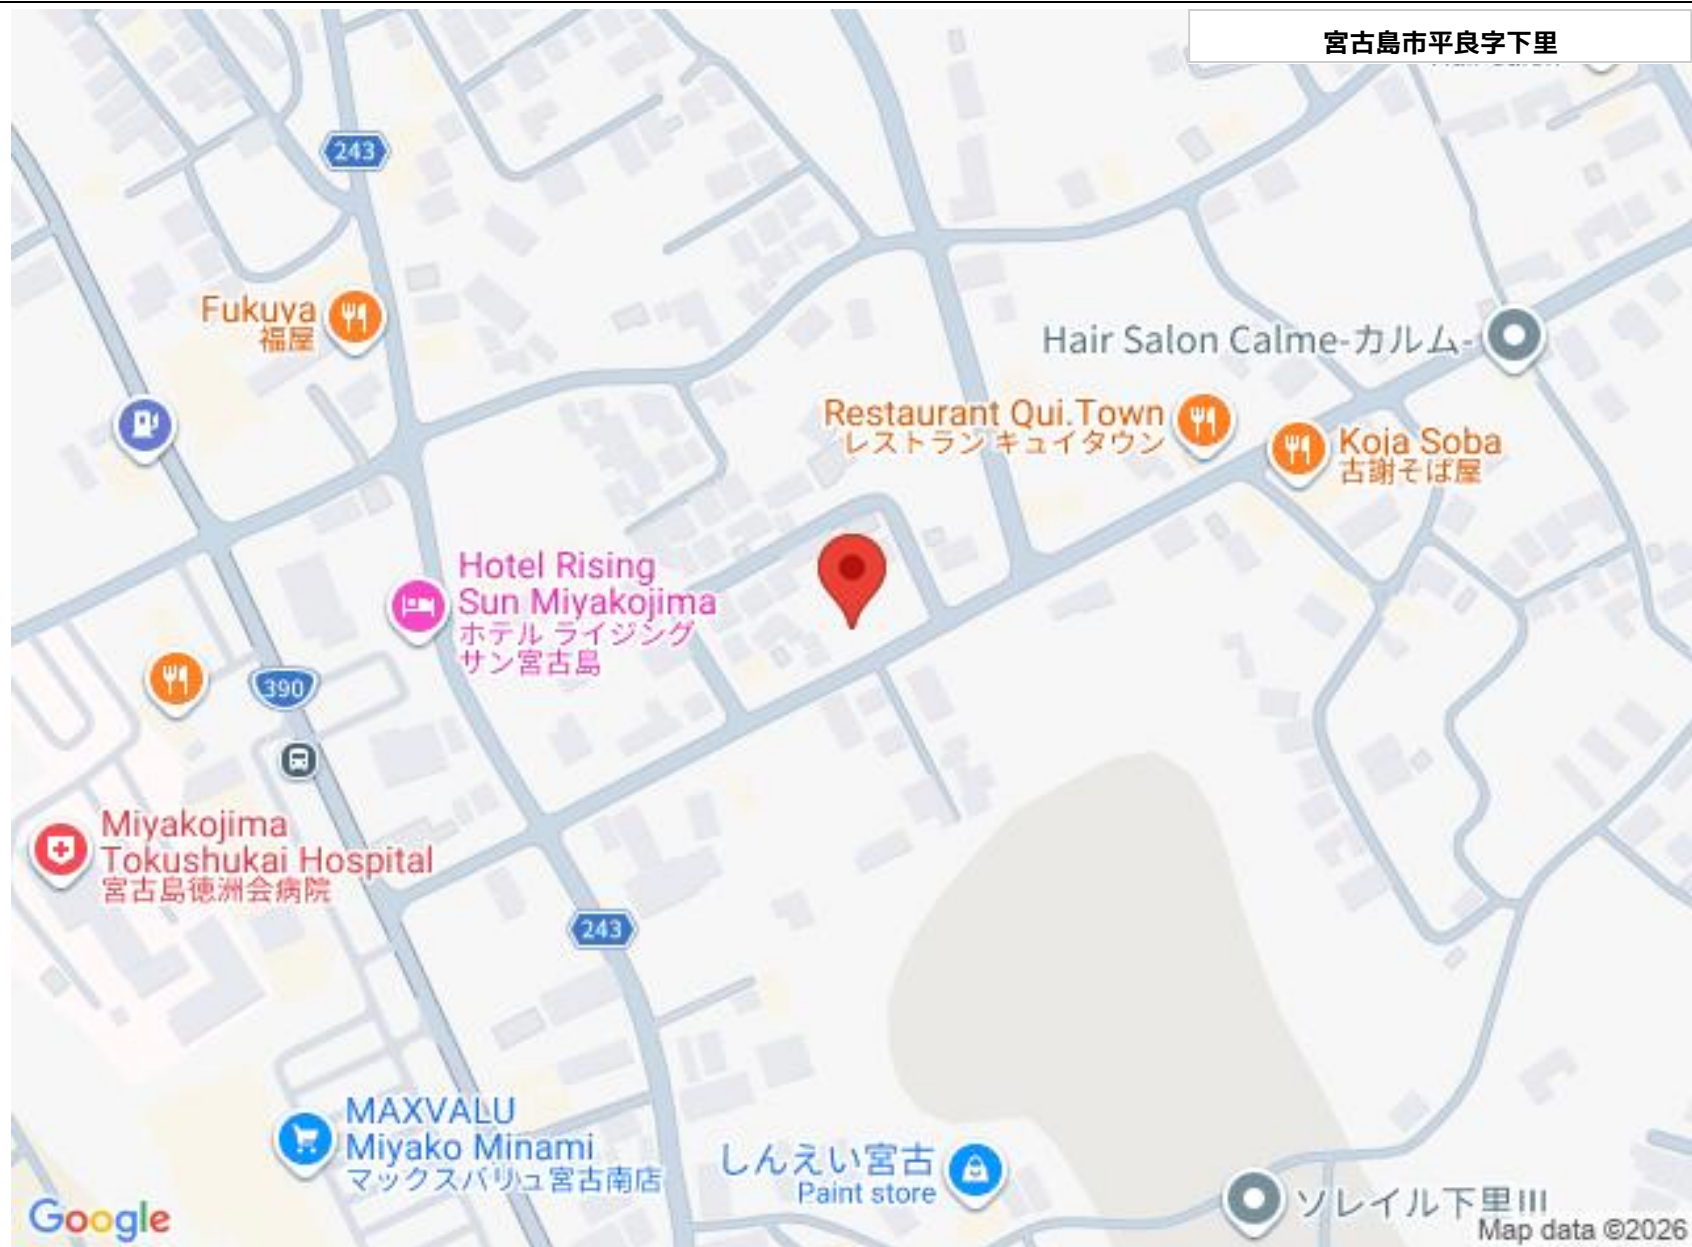 宮古島市平良字下里
243
Fukuya
福屋
Hair Salon Calme-カルム-
Restaurant Qui.Town
レストラン キュイタウン
Koja Soba
古謝そば屋
Hotel Rising
Sun Miyakojima
ホテル ライジング
サン宮古島
390
Miyakojima
Tokushukai Hospital
宮古島徳洲会病院
243
MAXVALU
Miyako Minami
マックスバリュ宮古南店
しんえい宮古
Paint store
ソレイル下里III
Google
Map data ©2026